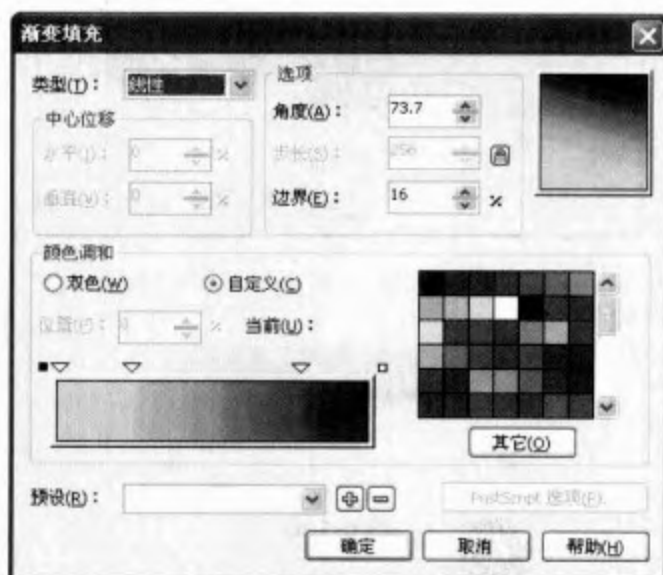 渐变填充
类型(T)： 线性
选项
角度(A)： 73.7
中心位移
水平(I)： 0 %
步长(S)： 256
垂直(V)： 0 %
边界(E)： 16 %
颜色调和
双色(W) 自定义(C)
位置(P)： 0 % 当前(U)：
其它(O)
预设(R)： PostScript 选项(P)
确定 取消 帮助(H)